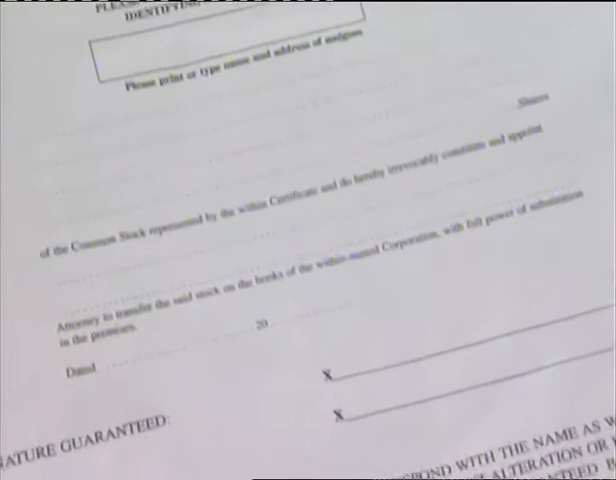 IDENTIFYING
Please print or type name and address of assignee
Shares
of the Common Stock represented by the within Certificate and do hereby irrevocably constitute and appoint
Attorney to transfer the said stock on the books of the within-named Corporation, with full power of substitution
in the premises.
Dated 20
X
X
NATURE GUARANTEED:
SPOND WITH THE NAME AS W
ALTERATION OR